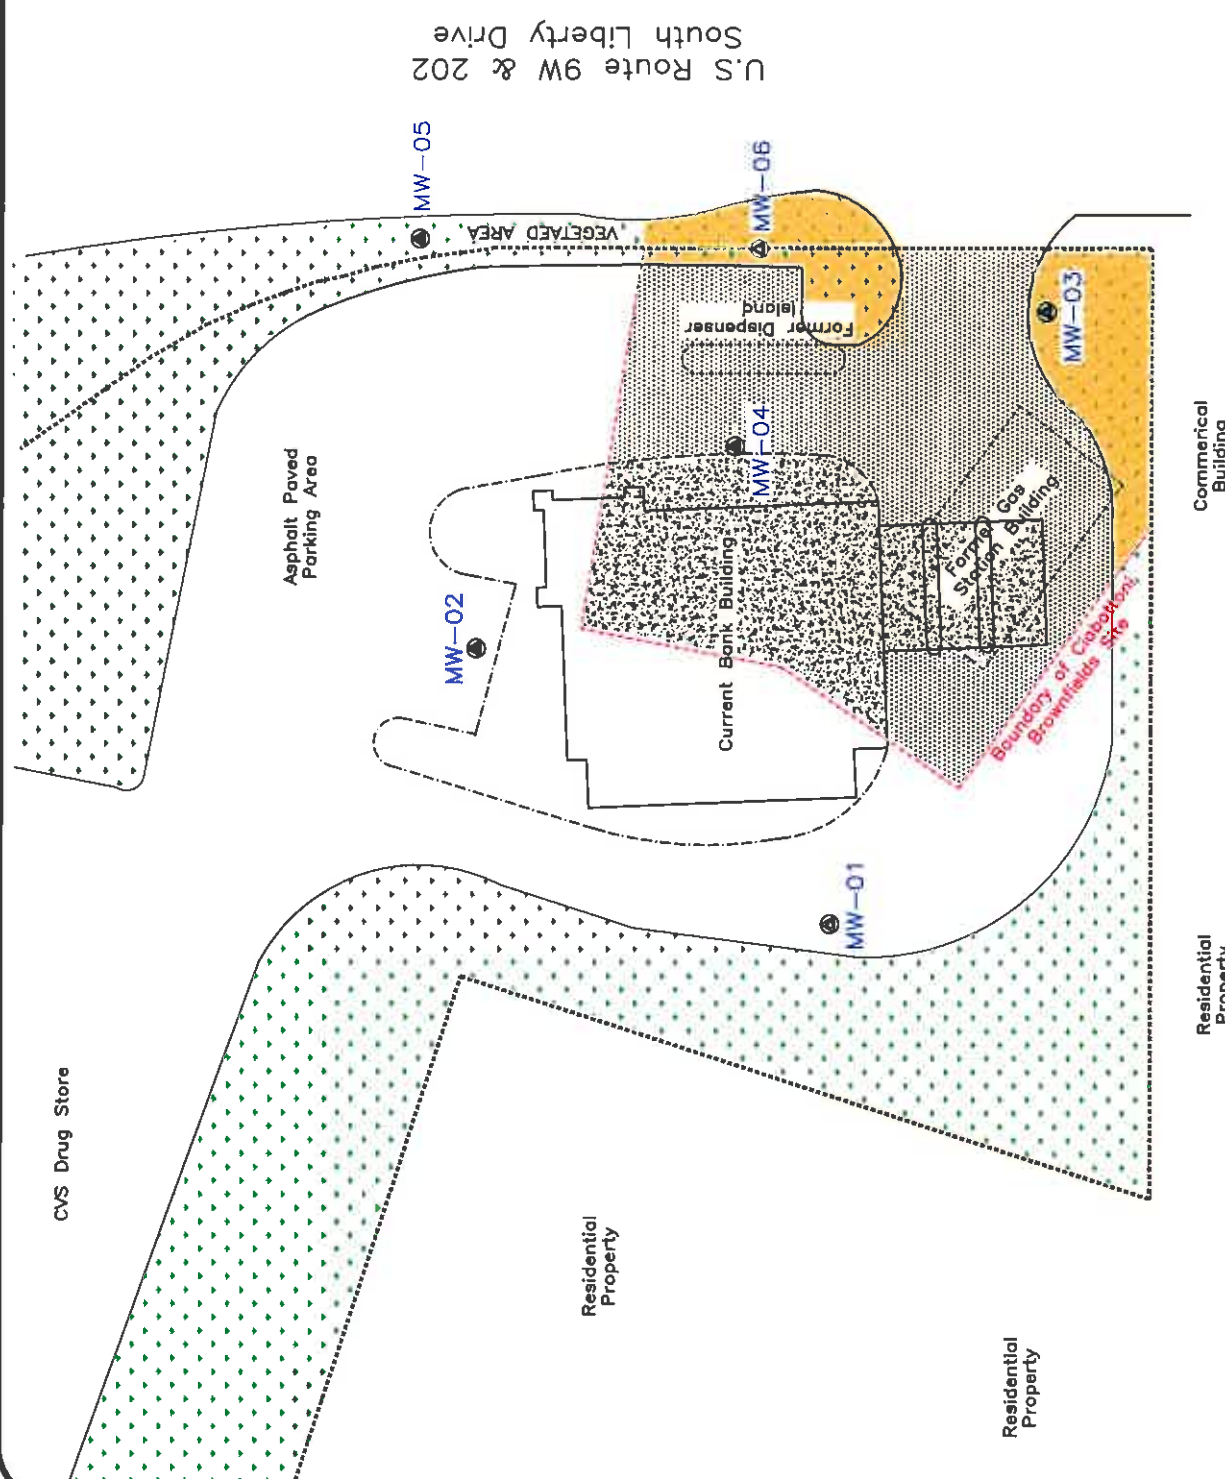 U.S Route 9W & 202
South Liberty Drive
MW-05
MW-06
VEGETAED AREA
MW-03
Former Dispenser
Island
MW-04
Asphalt Paved
Parking Area
Commerical
Building
Former Gas
Station Building
MW-02
Current Bank Building
Boundary of Ciabattoni
Brownfields Site
MW-01
CVS Drug Store
Residential
Property
Residential
Property
Residential
Property